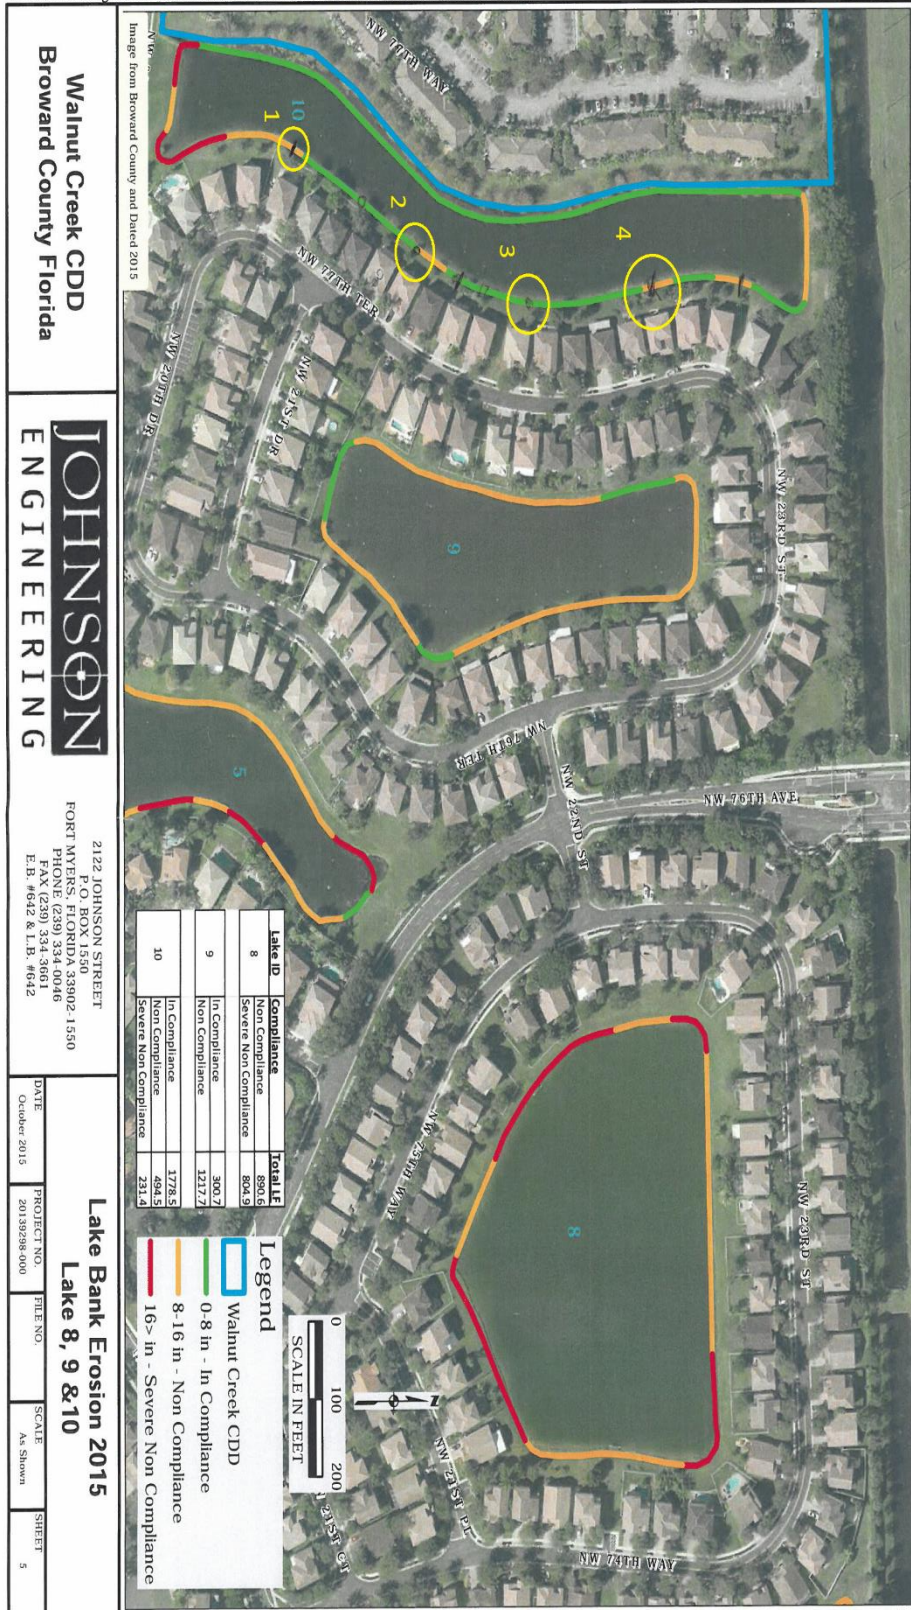 NW 77TH WAY
10
1
2
3
4
NW 77TH TER
NW 20TH DR
NW 21ST DR
NW 23RD ST
9
NW 76TH TER
NW 22ND ST
NW 76TH AVE
5
NW 23RD ST
NW 25TH WAY
8
NW 74TH WAY
NW 21ST PL
21ST CT
Image from Broward County and Dated 2015
Lake ID Compliance Total LF
8 Non Compliance 890.6
Severe Non Compliance 804.9
9 In Compliance 300.7
Non Compliance 1217.7
10 In Compliance 1778.5
Non Compliance 494.5
Severe Non Compliance 231.4
Legend
Walnut Creek CDD
0-8 in - In Compliance
8-16 in - Non Compliance
16> in - Severe Non Compliance
0 100 200
SCALE IN FEET
N
Walnut Creek CDD
Broward County Florida
JOHNSON
ENGINEERING
2122 JOHNSON STREET
P.O. BOX 1550
FORT MYERS, FLORIDA 33902-1550
PHONE (239) 334-0046
FAX (239) 334-3661
E.B. #642 & L.B. #642
Lake Bank Erosion 2015
Lake 8, 9 &10
DATE
October 2015
PROJECT NO.
20139298-000
FILE NO.
SCALE
As Shown
SHEET
5